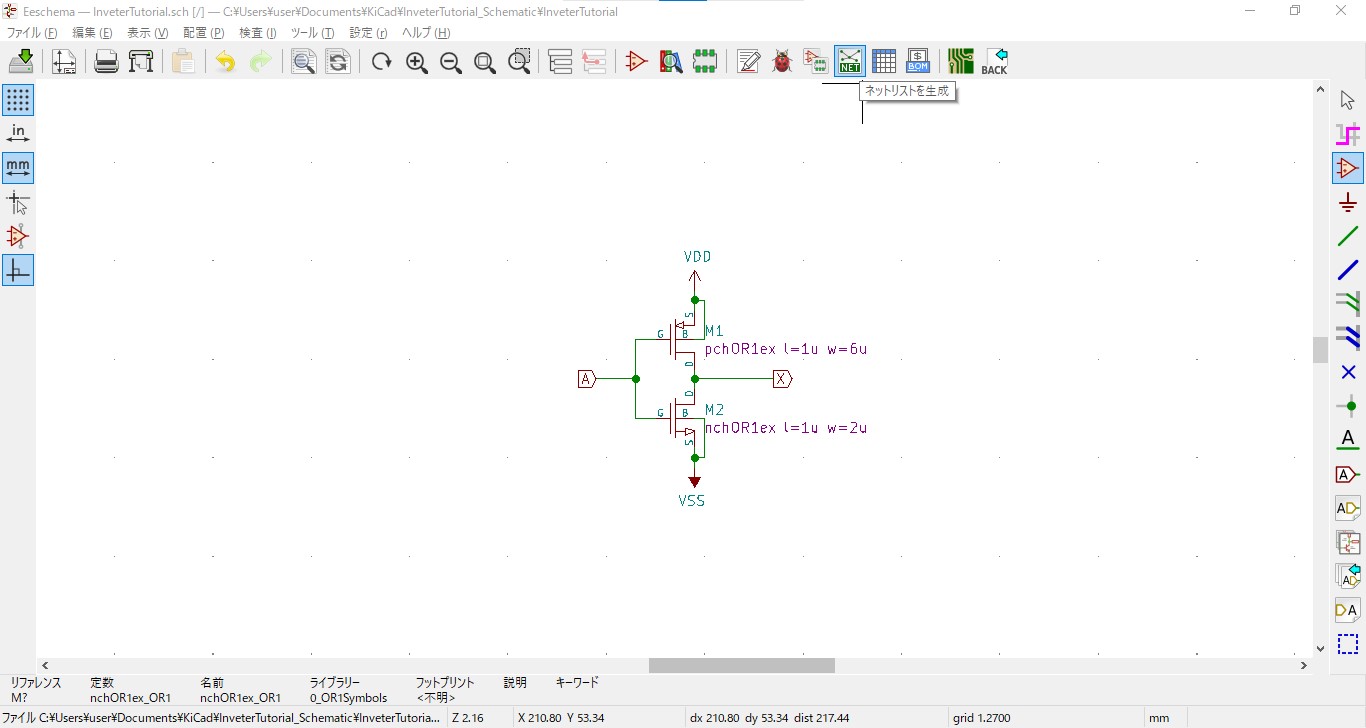 Eeschema — InveterTutorial.sch [/] — C:¥Users¥user¥Documents¥KiCad¥InveterTutorial_Schematic¥InveterTutorial
ファイル (F) 編集 (E) 表示 (V) 配置 (P) 検査 (I) ツール (T) 設定 (r) ヘルプ (H)
NET $ BOM BACK
ネットリストを生成
in
mm
VDD
S
G B M1
pchOR1ex l=1u w=6u
D
A X
D
G B M2
nchOR1ex l=1u w=2u
S
VSS
A
A
AD
AD
DA
リファレンス 定数 名前 ライブラリー フットプリント 説明 キーワード
M? nchOR1ex_OR1 nchOR1ex_OR1 0_OR1Symbols <不明>
ファイル C:¥Users¥user¥Documents¥KiCad¥InveterTutorial_Schematic¥InveterTutoria... Z 2.16 X 210.80 Y 53.34 dx 210.80 dy 53.34 dist 217.44 grid 1.2700 mm